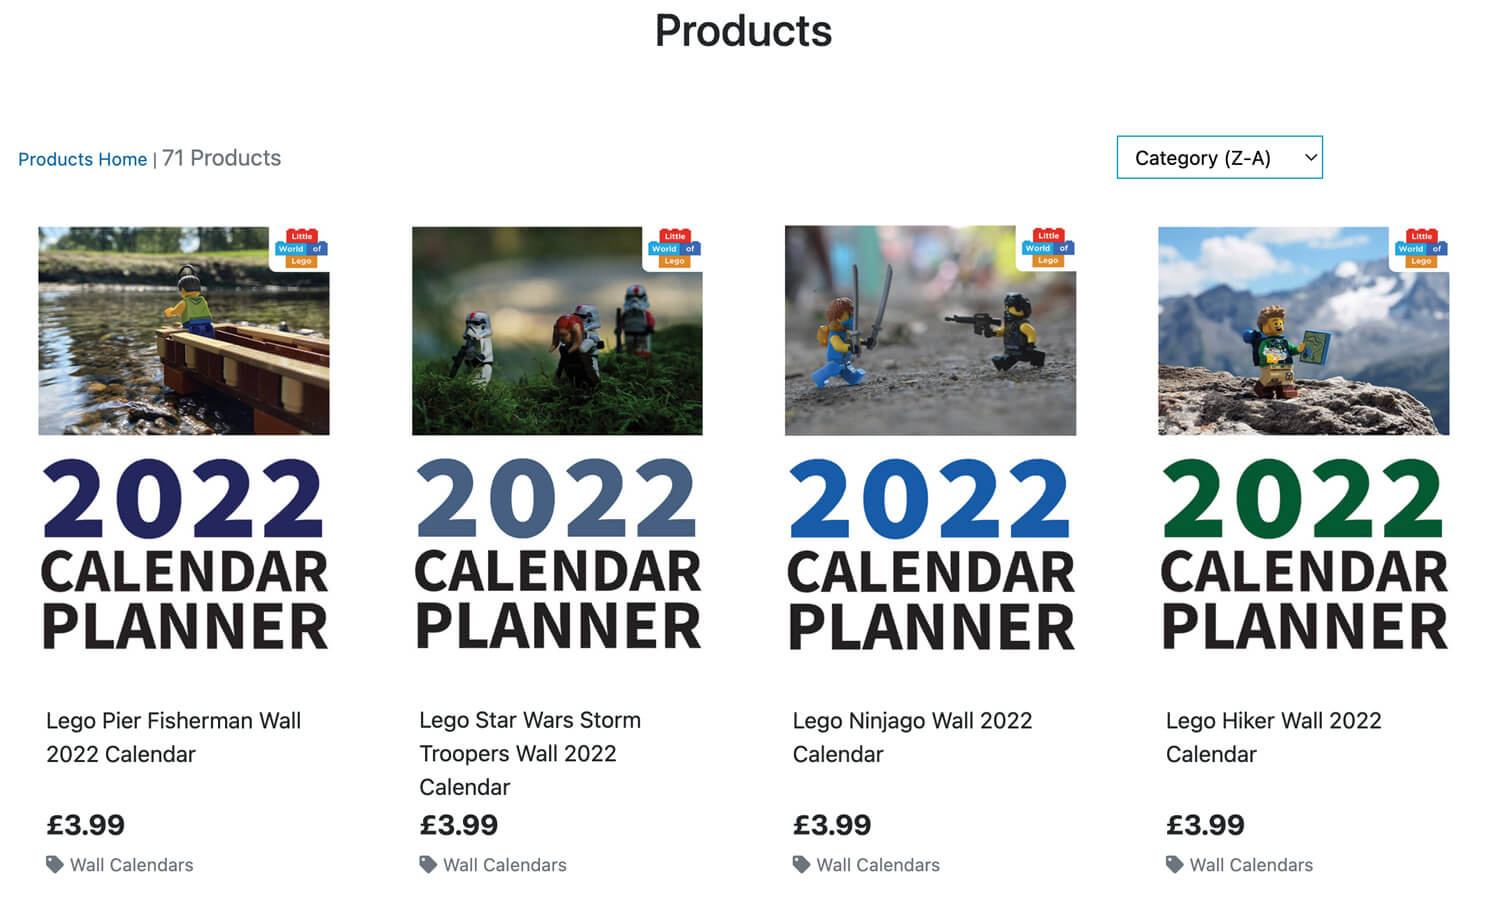 Products
Products Home | 71 Products
Category (Z-A)
Little
World of
Lego
2022
CALENDAR
PLANNER
Lego Pier Fisherman Wall
2022 Calendar
£3.99
Wall Calendars
Little
World of
Lego
2022
CALENDAR
PLANNER
Lego Star Wars Storm
Troopers Wall 2022
Calendar
£3.99
Wall Calendars
Little
World of
Lego
2022
CALENDAR
PLANNER
Lego Ninjago Wall 2022
Calendar
£3.99
Wall Calendars
Little
World of
Lego
2022
CALENDAR
PLANNER
Lego Hiker Wall 2022
Calendar
£3.99
Wall Calendars